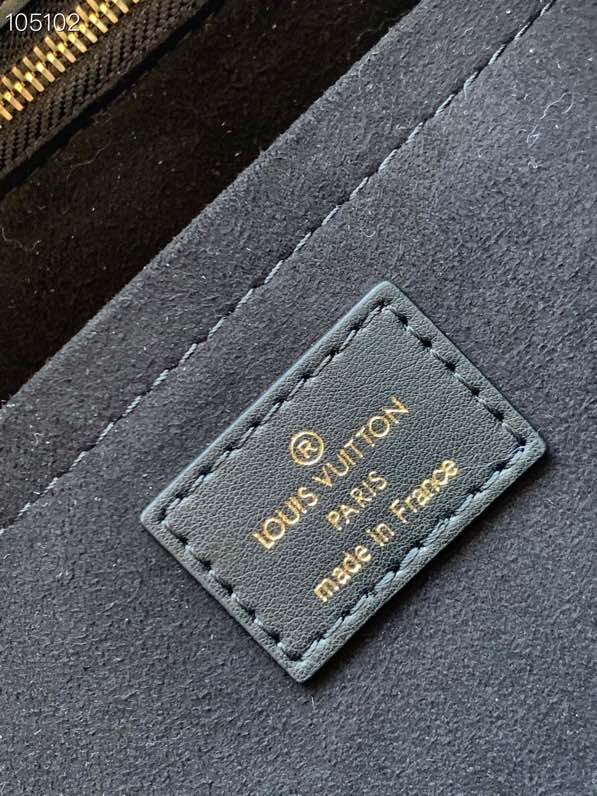 105102
®
LOUIS VUITTON
PARIS
made in France